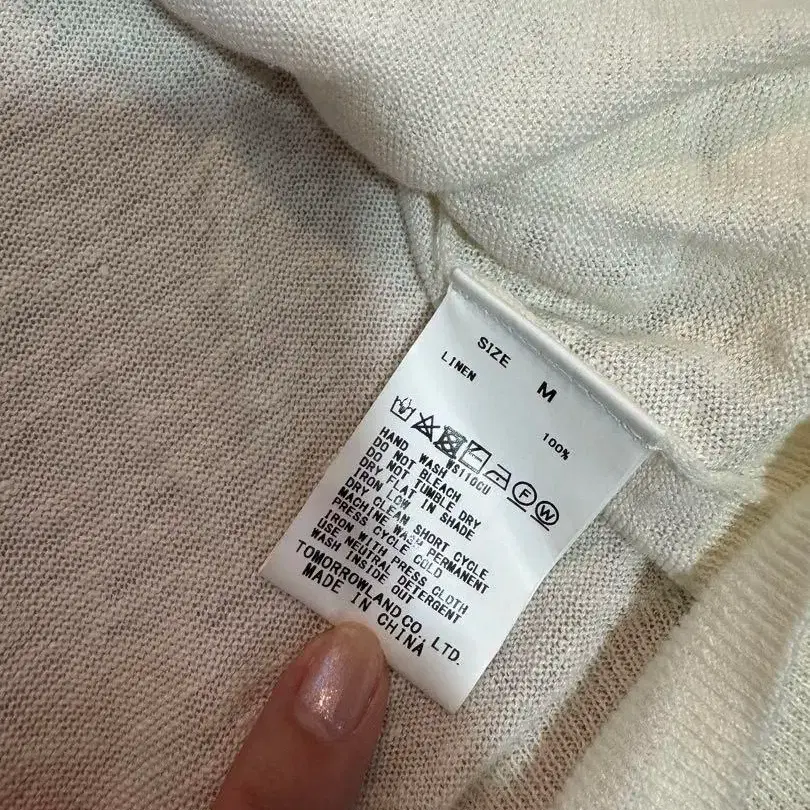 SIZE M
LINEN 100%
F W
HAND WASH WS110CU
DO NOT BLEACH
DO NOT TUMBLE DRY
DRY FLAT IN SHADE
IRON LOW
DRY CLEAN SHORT CYCLE
MACHINE WASH PERMANENT
PRESS CYCLE COLD
IRON WITH PRESS CLOTH
USE NEUTRAL DETERGENT
WASH INSIDE OUT
TOMORROWLAND CO., LTD.
MADE IN CHINA